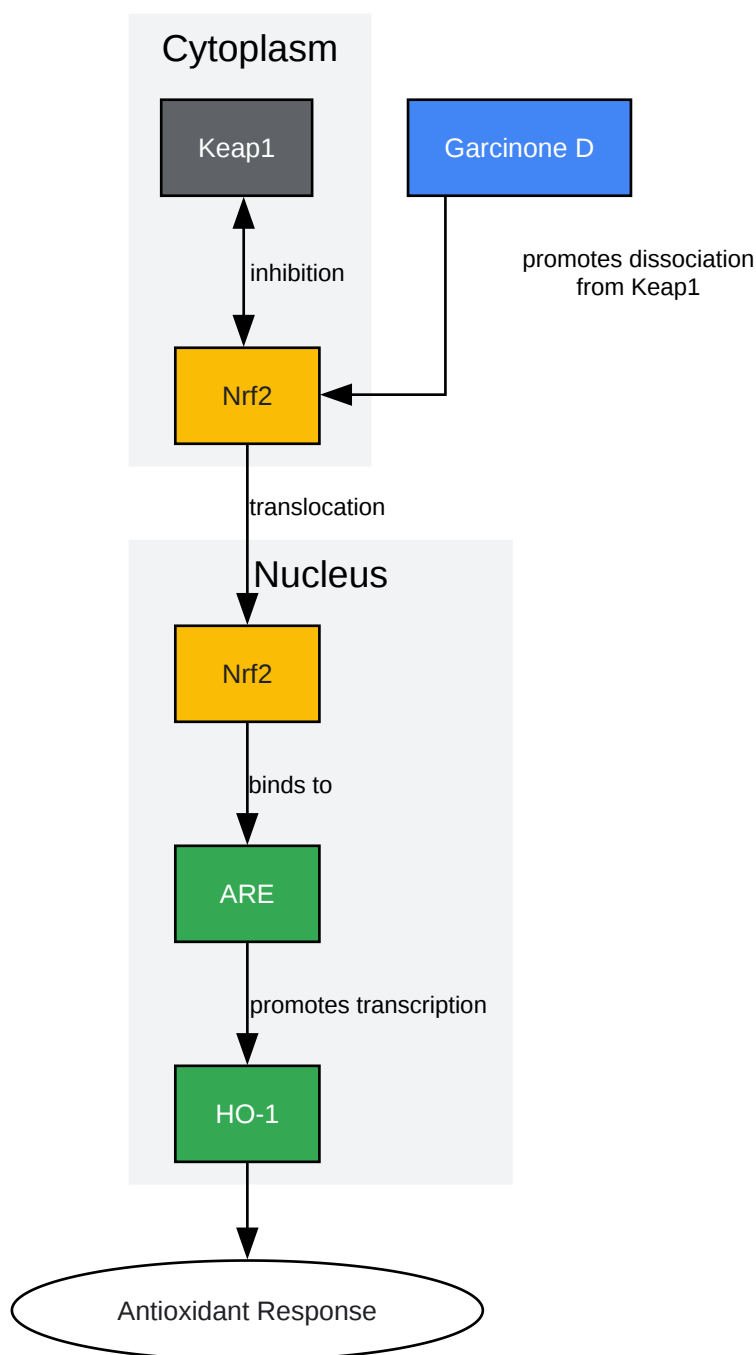 Cytoplasm
Keap1
Garcinone D
inhibition
promotes dissociation
from Keap1
Nrf2
translocation
Nucleus
Nrf2
binds to
ARE
promotes transcription
HO-1
Antioxidant Response